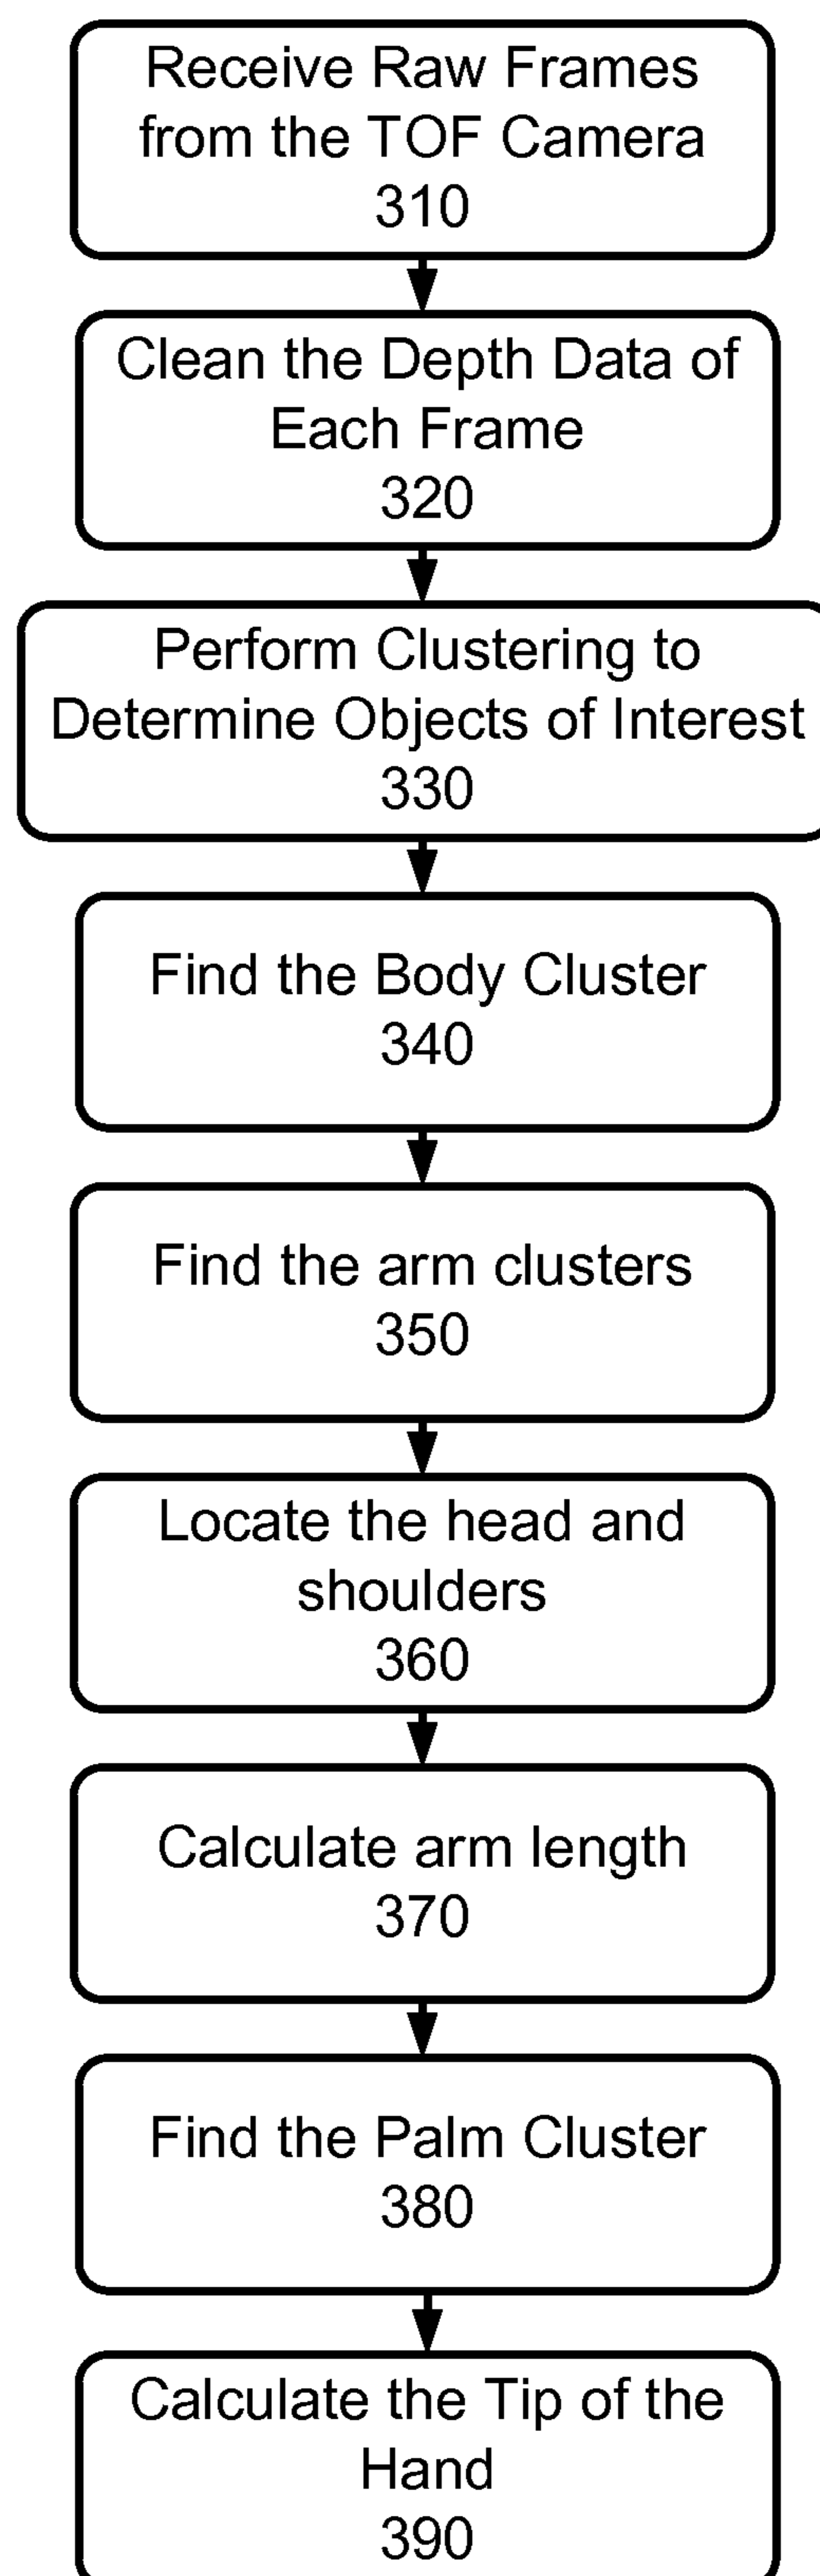 Receive Raw Frames
from the TOF Camera
310
Clean the Depth Data of
Each Frame
320
Perform Clustering to
Determine Objects of Interest
330
Find the Body Cluster
340
Find the arm clusters
350
Locate the head and
shoulders
360
Calculate arm length
370
Find the Palm Cluster
380
Calculate the Tip of the
Hand
390